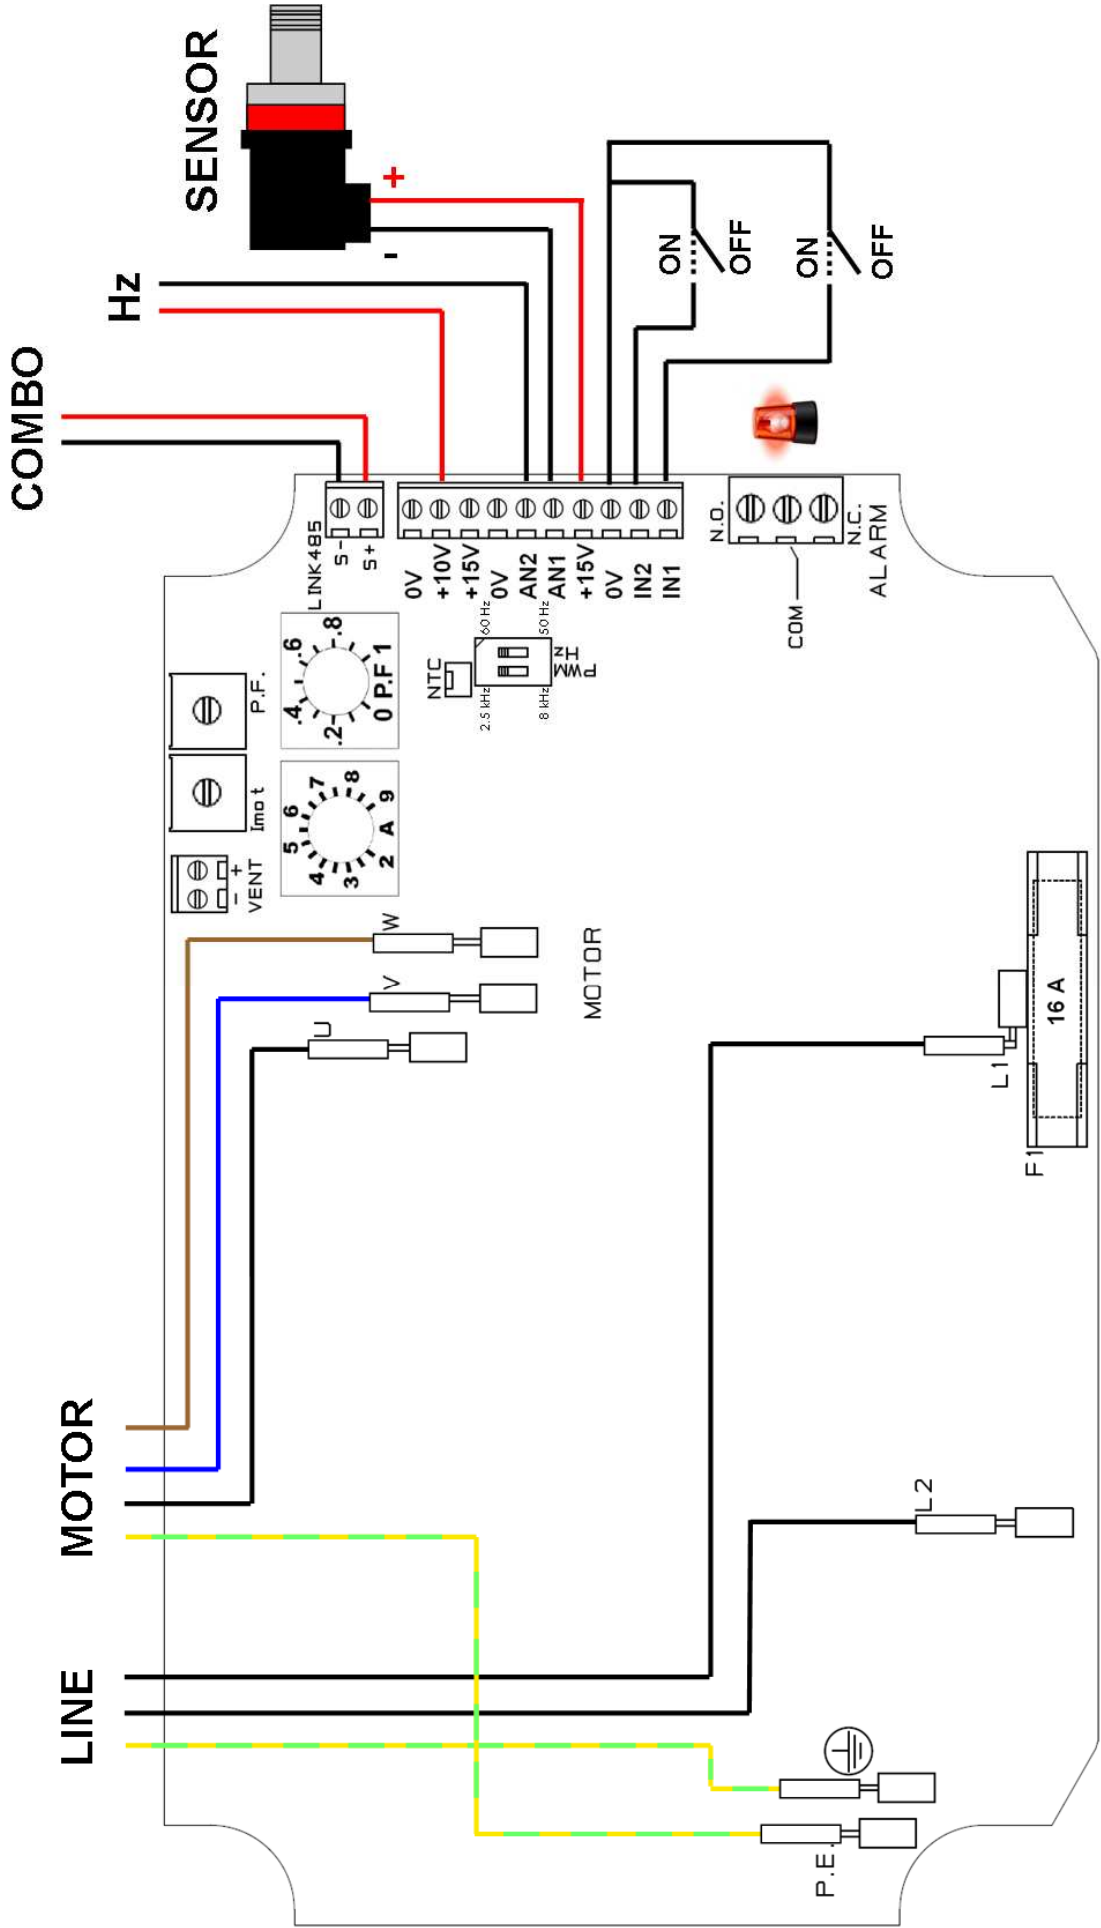 SENSOR
+
-
Hz
COMBO
ON
OFF
ON
OFF
LINK485
S-
S+
0V
+10V
+15V
0V
AN2
AN1
+15V
0V
IN2
IN1
N.O.
COM
N.C.
ALARM
P.F.
Imot
- +
VENT
0 .2 .4 .6 .8 1
P.F
2 3 4 5 6 7 8 9
A
NTC
60 Hz
50 Hz
2.5 kHz
8 kHz
Hz
PWM
W
V
U
MOTOR
16 A
L1
F1
L2
MOTOR
LINE
P.E.